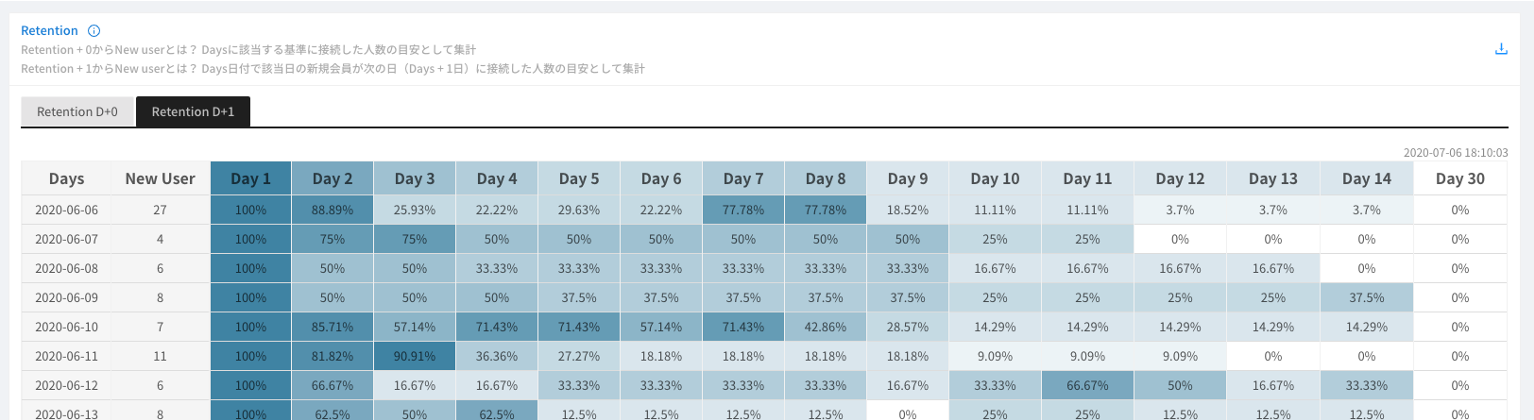 Retention
Retention + 0からNew userとは？ Daysに該当する基準に接続した人数の目安として集計
Retention + 1からNew userとは？ Days日付で該当日の新規会員が次の日（Days + 1日）に接続した人数の目安として集計
Retention D+0 Retention D+1
2020-07-06 18:10:03
Days New User Day 1 Day 2 Day 3 Day 4 Day 5 Day 6 Day 7 Day 8 Day 9 Day 10 Day 11 Day 12 Day 13 Day 14 Day 30
2020-06-06 27 100% 88.89% 25.93% 22.22% 29.63% 22.22% 77.78% 77.78% 18.52% 11.11% 11.11% 3.7% 3.7% 3.7% 0%
2020-06-07 4 100% 75% 75% 50% 50% 50% 50% 50% 50% 25% 25% 0% 0% 0% 0%
2020-06-08 6 100% 50% 50% 33.33% 33.33% 33.33% 33.33% 33.33% 33.33% 16.67% 16.67% 16.67% 16.67% 0% 0%
2020-06-09 8 100% 50% 50% 50% 37.5% 37.5% 37.5% 37.5% 37.5% 25% 25% 25% 25% 37.5% 0%
2020-06-10 7 100% 85.71% 57.14% 71.43% 71.43% 57.14% 71.43% 42.86% 28.57% 14.29% 14.29% 14.29% 14.29% 14.29% 0%
2020-06-11 11 100% 81.82% 90.91% 36.36% 27.27% 18.18% 18.18% 18.18% 18.18% 9.09% 9.09% 9.09% 0% 0% 0%
2020-06-12 6 100% 66.67% 16.67% 16.67% 33.33% 33.33% 33.33% 33.33% 16.67% 33.33% 66.67% 50% 16.67% 33.33% 0%
2020-06-13 8 100% 62.5% 50% 62.5% 12.5% 12.5% 12.5% 12.5% 0% 25% 25% 12.5% 12.5% 12.5% 0%